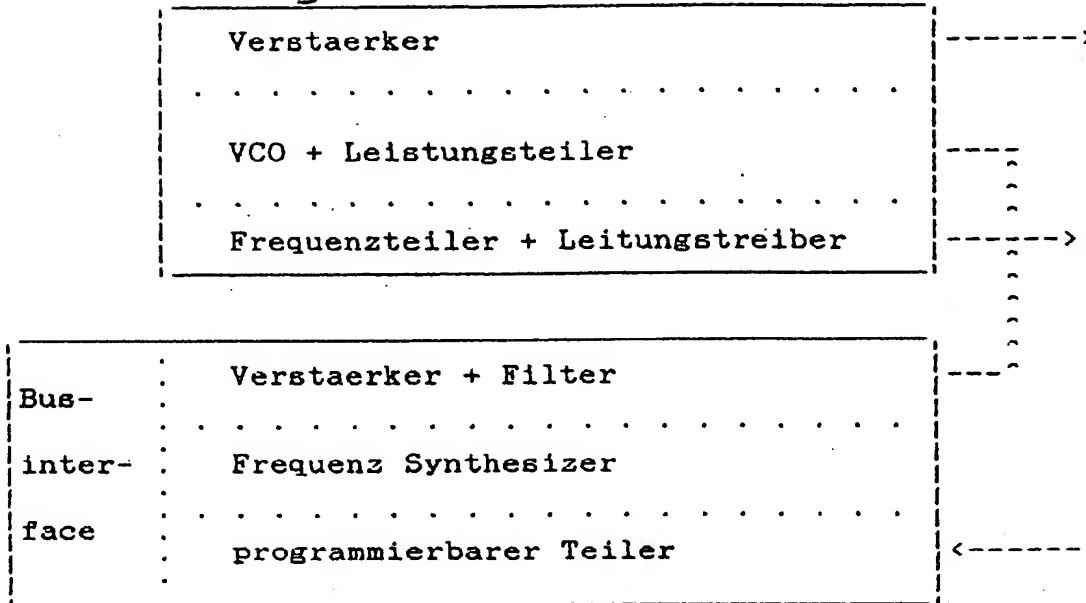 Verstaerker
VCO + Leistungsteiler
Frequenzteiler + Leitungstreiber
Verstaerker + Filter
Bus-
inter-
Frequenz Synthesizer
face
programmierbarer Teiler